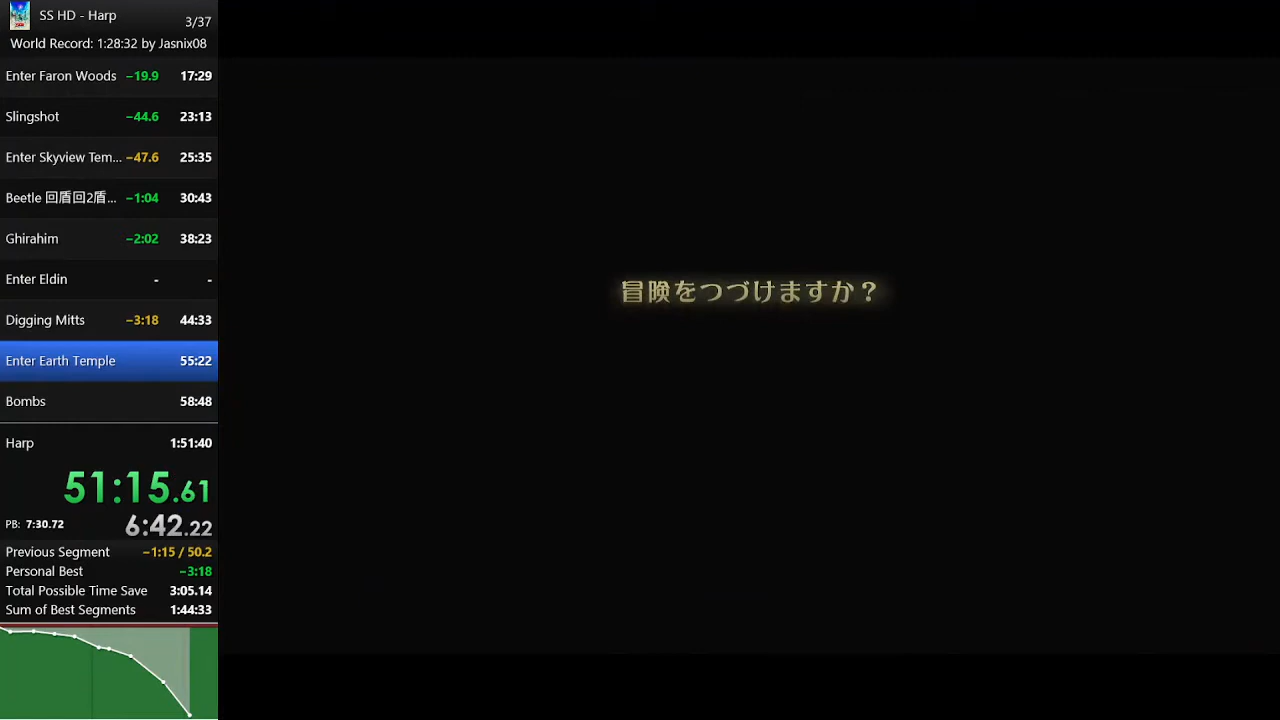 SS HD - Harp
3/37
World Record: 1:28:32 by Jasnix08
Enter Faron Woods −19.9 17:29
Slingshot −44.6 23:13
Enter Skyview Tem... −47.6 25:35
Beetle 回盾回2盾... −1:04 30:43
Ghirahim −2:02 38:23
Enter Eldin - -
Digging Mitts −3:18 44:33
Enter Earth Temple 55:22
Bombs 58:48
Harp 1:51:40
51:15.61
PB: 7:30.72 6:42.22
Previous Segment −1:15 / 50.2
Personal Best −3:18
Total Possible Time Save 3:05.14
Sum of Best Segments 1:44:33
冒険をつづけますか？